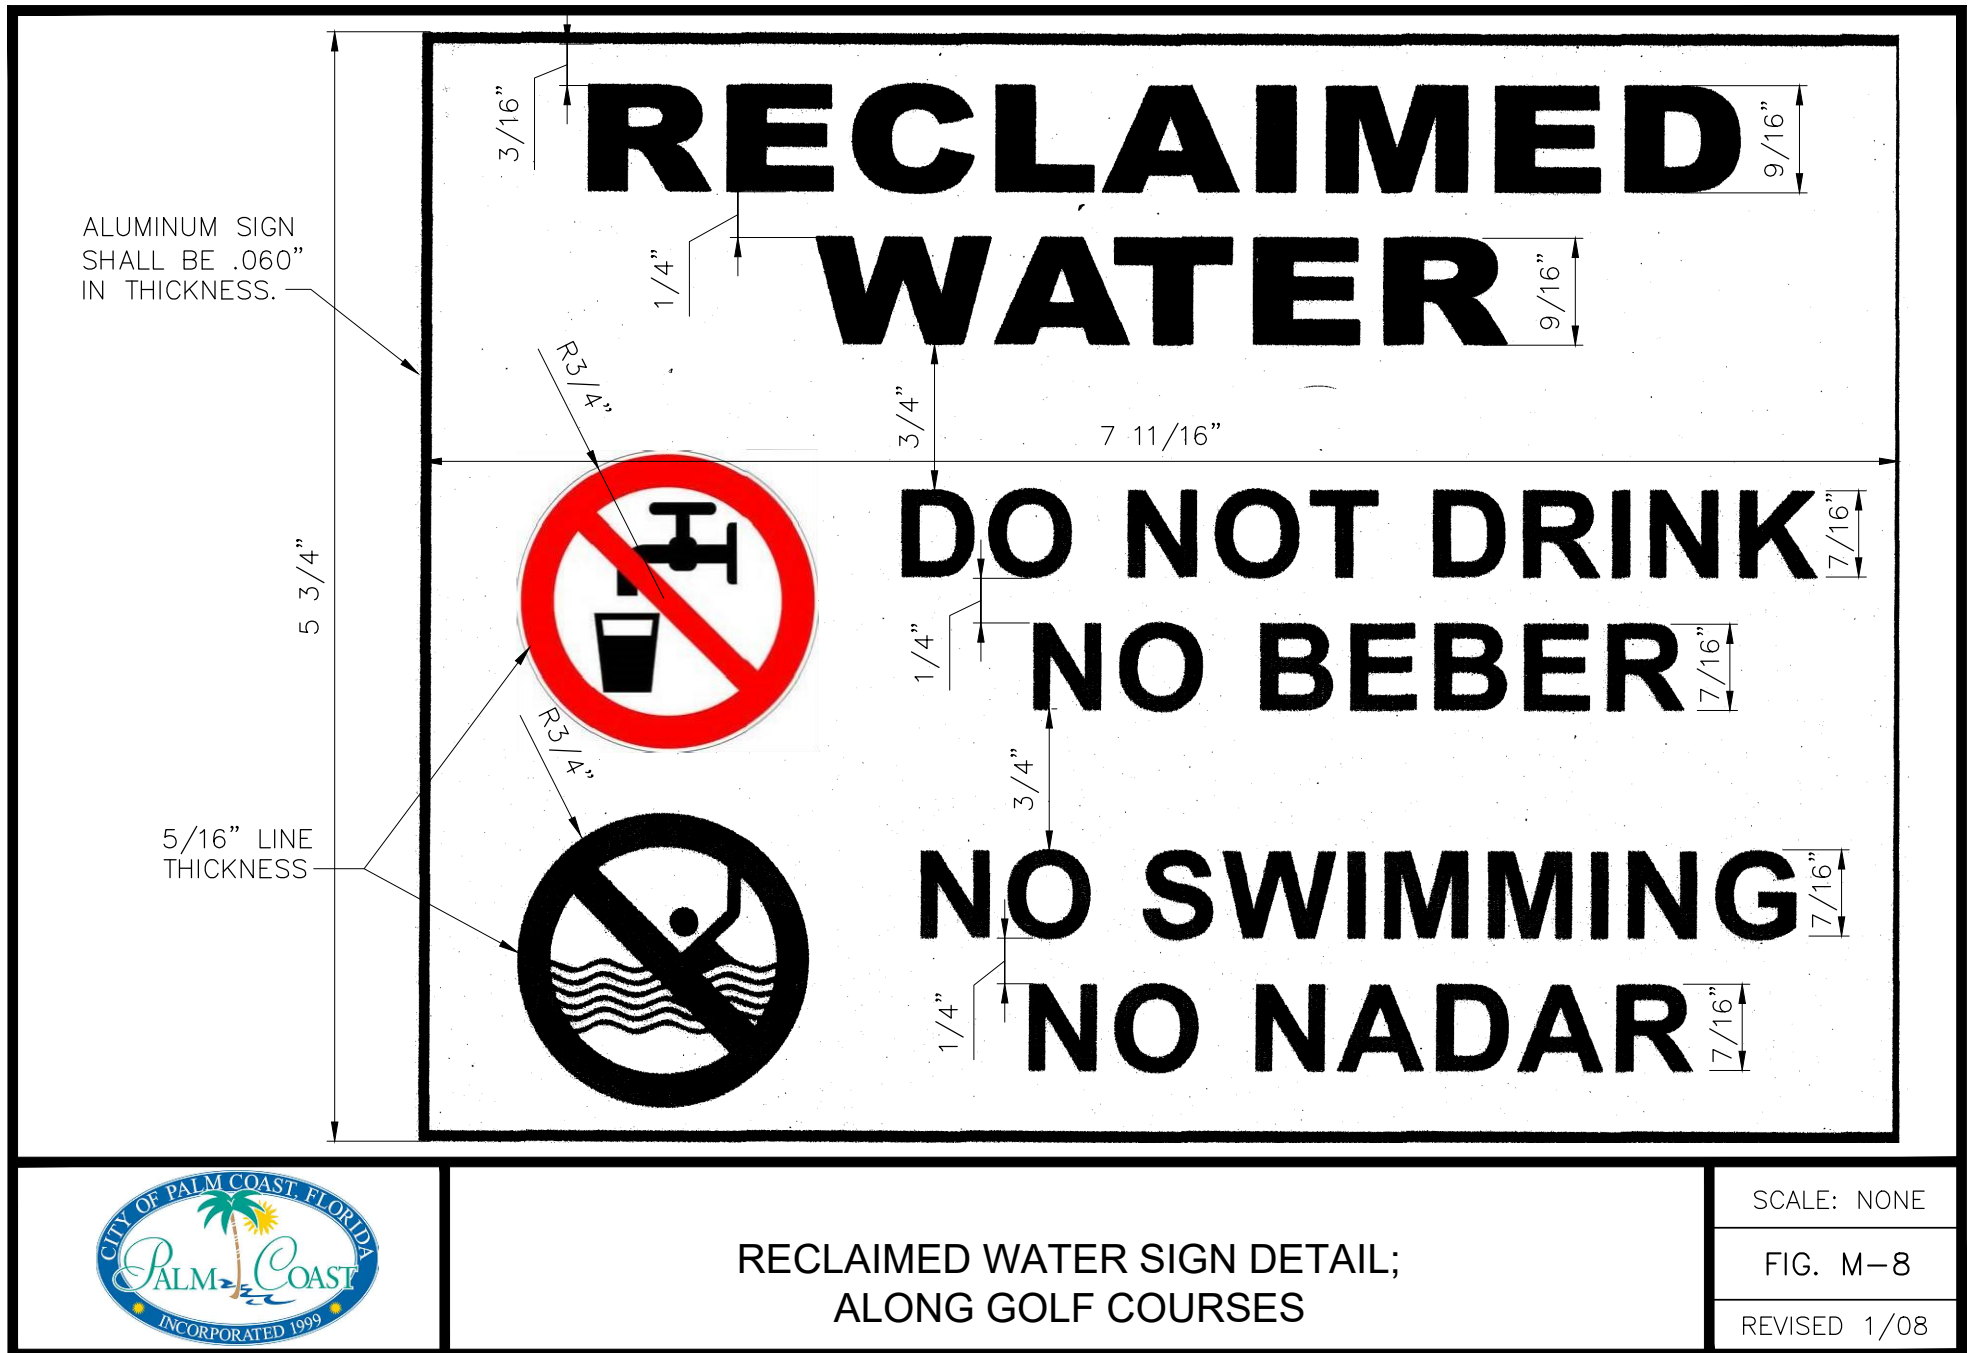 3/16"
RECLAIMED
9/16"
ALUMINUM SIGN
SHALL BE .060"
IN THICKNESS.
1/4"
WATER
9/16"
R3/4"
3/4"
7 11/16"
5 3/4"
DO NOT DRINK
7/16"
1/4"
NO BEBER
7/16"
R3/4"
3/4"
5/16" LINE
THICKNESS
NO SWIMMING
7/16"
1/4"
NO NADAR
7/16"
CITY OF PALM COAST, FLORIDA
PALM COAST
INCORPORATED 1999
RECLAIMED WATER SIGN DETAIL;
ALONG GOLF COURSES
SCALE: NONE
FIG. M-8
REVISED 1/08